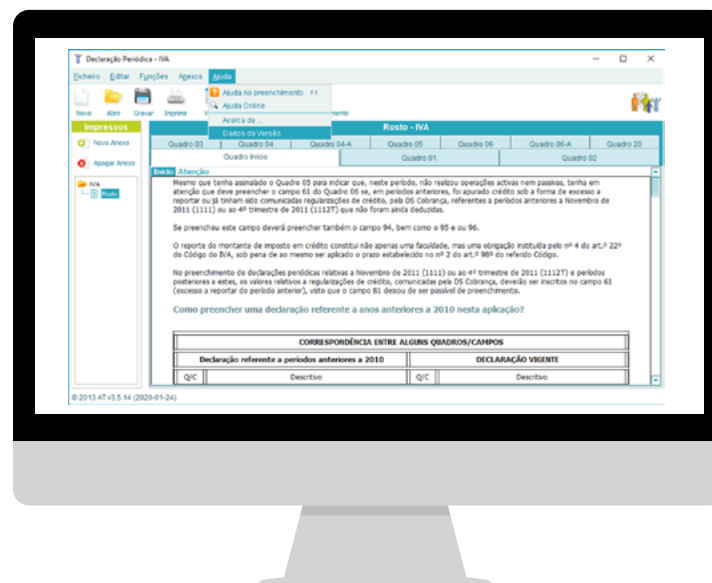 Declaração Periódica - IVA
Ficheiro Editar Funções Agexos Ajuda
Ajuda no preenchimento F1
Ajuda Online
Acerca de ...
Dados da Versão
Novo Abrir Gravar Imprimir
Impressos
Novo Anexo
Apagar Anexo
IVA
Rosto
Rosto - IVA
Quadro 03 Quadro 04 Quadro 04-A Quadro 05 Quadro 06 Quadro 06-A Quadro 20
Quadro Inicio Quadro 01 Quadro 02
Início Atenção
Mesmo que tenha assinalado o Quadro 05 para indicar que, neste período, não realizou operações activas nem passivas, tenha em
atenção que deve preencher o campo 61 do Quadro 06 se, em períodos anteriores, foi apurado crédito sob a forma de excesso a
reportar ou já tinham sido comunicadas regularizações de crédito, pela DS Cobrança, referentes a períodos anteriores a Novembro de
2011 (1111) ou ao 4º trimestre de 2011 (1112T) que não foram ainda deduzidas.
Se preencheu este campo deverá preencher também o campo 94, bem como o 95 e ou 96.
O reporte do montante de imposto em crédito constitui não apenas uma faculdade, mas uma obrigação instituída pelo nº 4 do art.º 22º
do Código do IVA, sob pena de ao mesmo ser aplicado o prazo estabelecido no nº 2 do art.º 98º do referido Código.
No preenchimento de declarações periódicas relativas a Novembro de 2011 (1111) ou ao 4º trimestre de 2011 (1112T) e períodos
posteriores a estes, os valores relativos a regularizações de crédito, comunicadas pela DS Cobrança, deverão ser inscritos no campo 61
(excesso a reportar do período anterior), visto que o campo 81 deixou de ser passível de preenchimento.
Como preencher uma declaração referente a anos anteriores a 2010 nesta aplicação?
CORRESPONDÊNCIA ENTRE ALGUNS QUADROS/CAMPOS
Declaração referente a períodos anteriores a 2010 DECLARAÇÃO VIGENTE
Q/C Descritivo Q/C Descritivo
© 2013 AT v3.5.14 (2020-01-24)